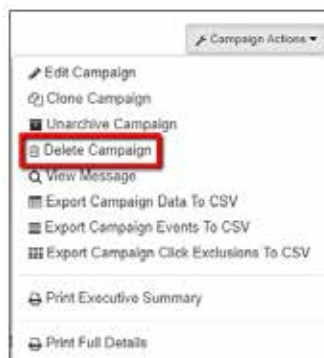 Campaign Actions
Edit Campaign
Clone Campaign
Unarchive Campaign
Delete Campaign
View Message
Export Campaign Data To CSV
Export Campaign Events To CSV
Export Campaign Click Exclusions To CSV
Print Executive Summary
Print Full Details